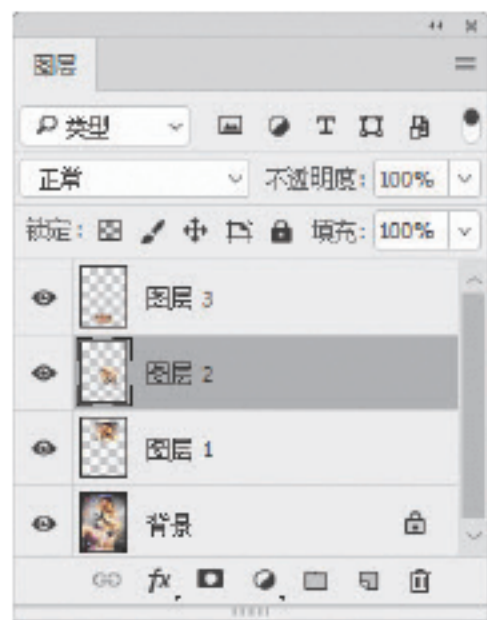 图层
类型
正常 不透明度: 100%
锁定: 填充: 100%
图层 3
图层 2
图层 1
背景
fx